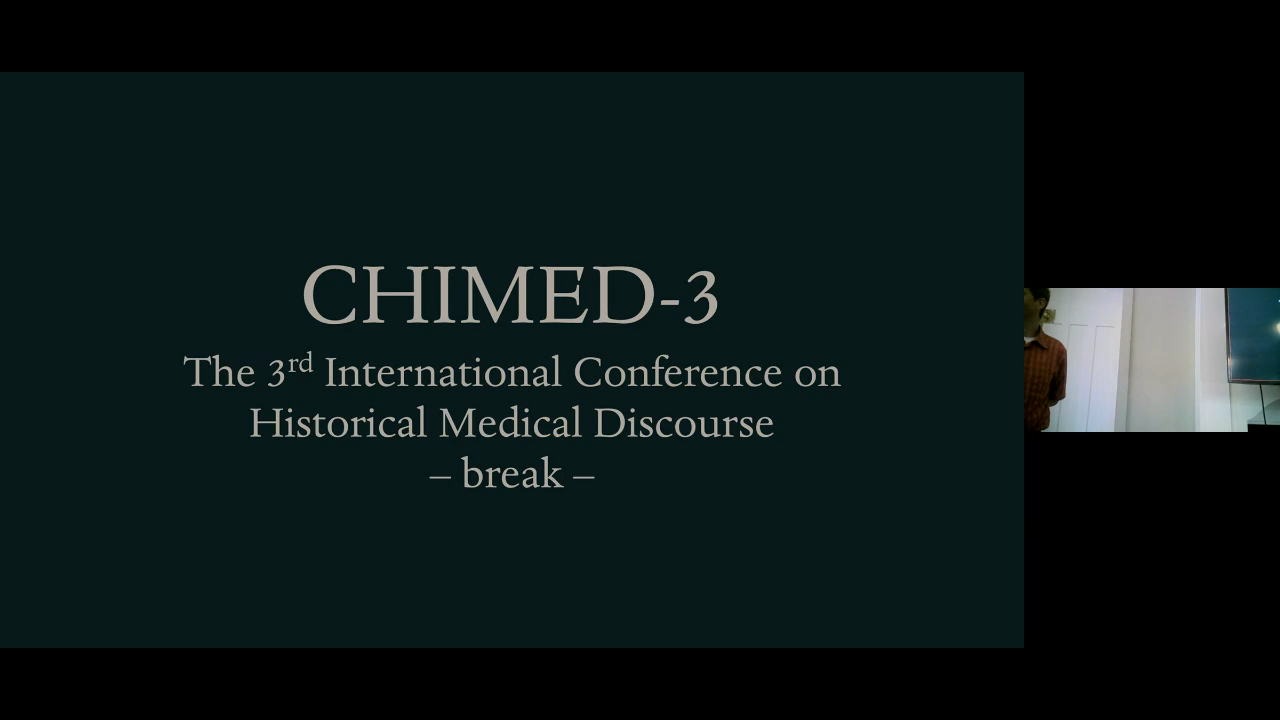 CHIMED-3
The 3rd International Conference on
Historical Medical Discourse
– break –